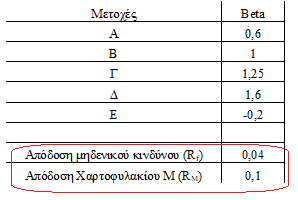 Μετοχές Beta
Α 0,6
Β 1
Γ 1,25
Δ 1,6
Ε -0,2
Απόδοση μηδενικού κινδύνου (Rf) 0,04
Απόδοση Χαρτοφυλακίου Μ (RM) 0,1